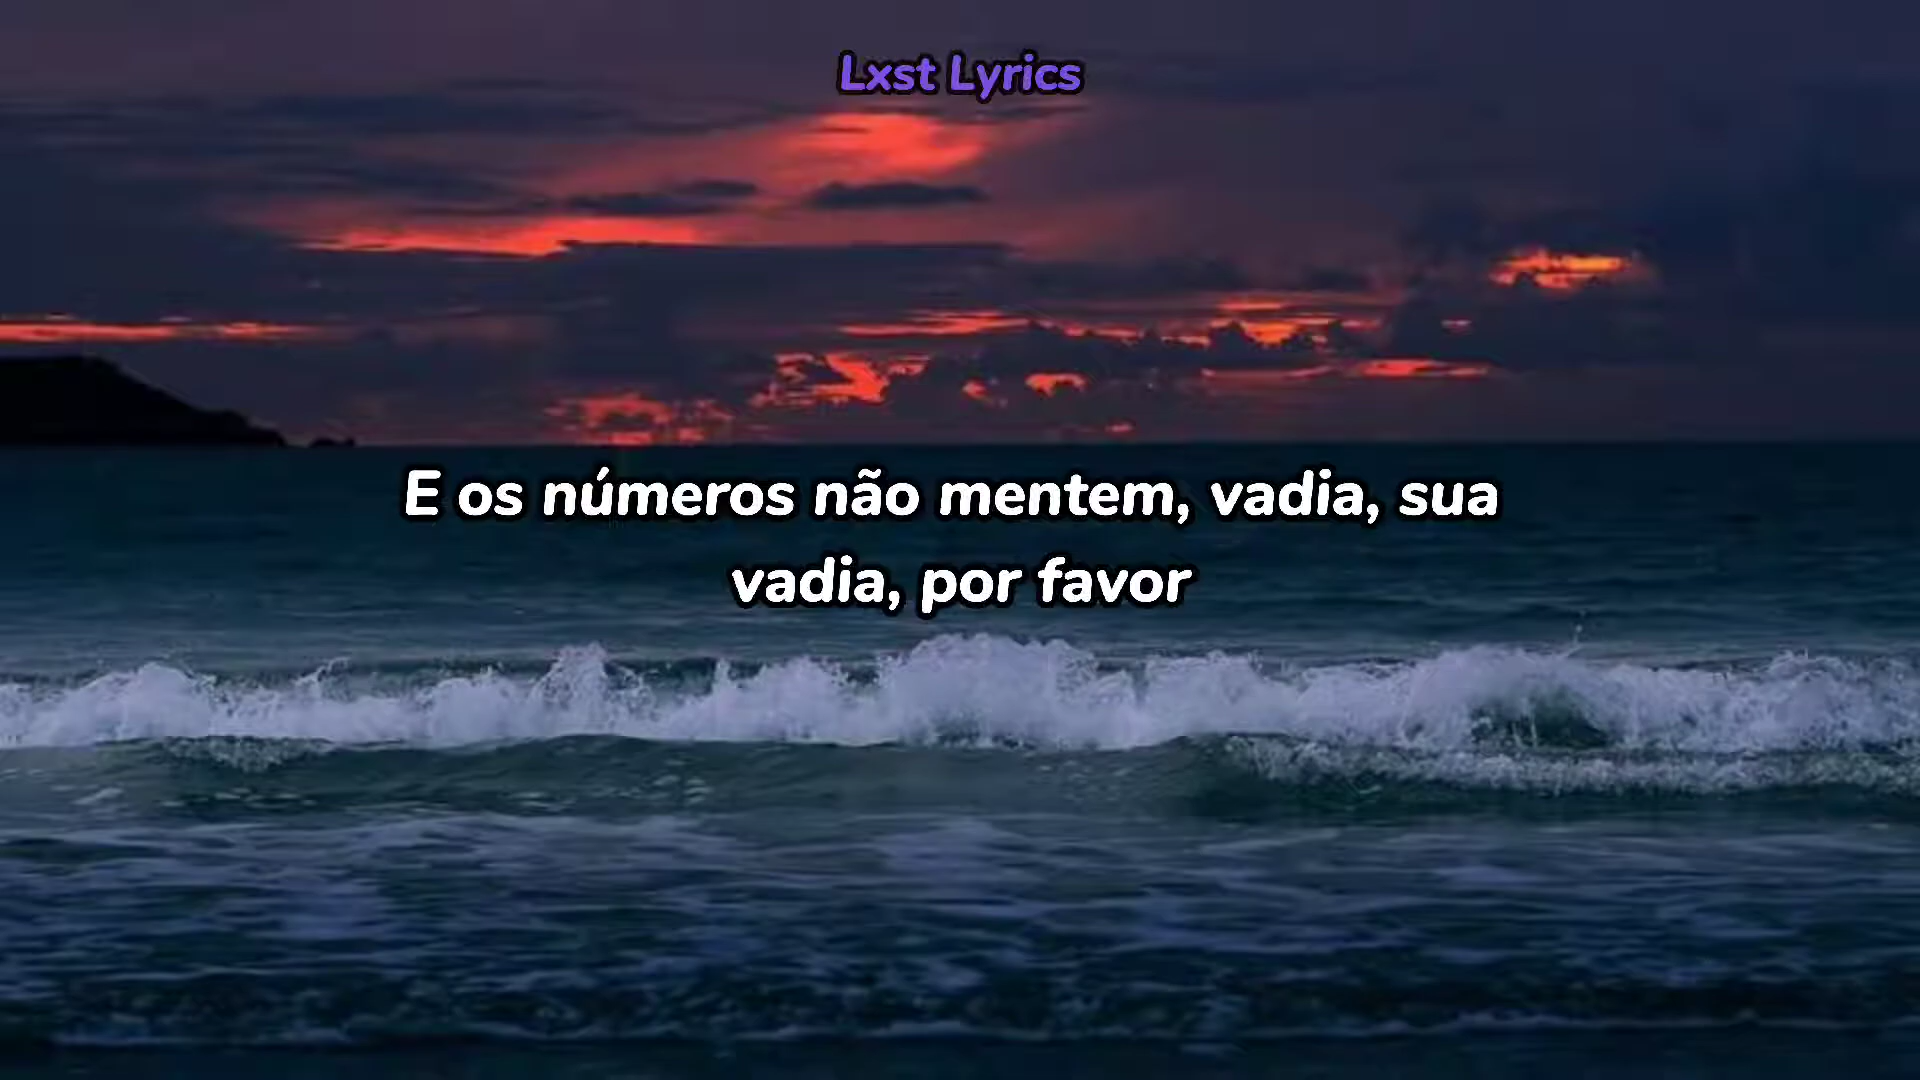 Lxst Lyrics
E os números não mentem, vadia, sua
vadia, por favor